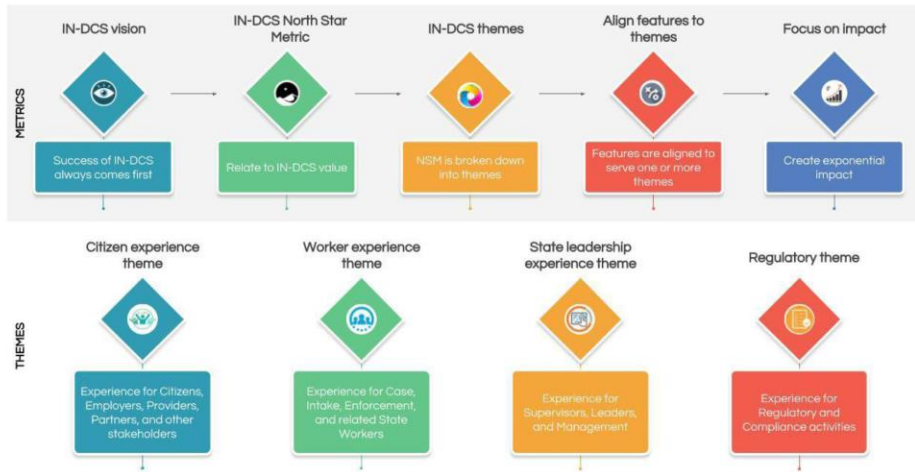 METRICS
IN-DCS vision
Success of IN-DCS
always comes first
IN-DCS North Star
Metric
Relate to IN-DCS value
IN-DCS themes
NSM is broken down
into themes
Align features to
themes
Features are aligned to
serve one or more
themes
Focus on impact
Create exponential
impact
THEMES
Citizen experience
theme
Experience for Citizens,
Employers, Providers,
Partners, and other
stakeholders
Worker experience
theme
Experience for Case,
Intake, Enforcement,
and related State
Workers
State leadership
experience theme
Experience for
Supervisors, Leaders,
and Management
Regulatory theme
Experience for
Regulatory and
Compliance activities